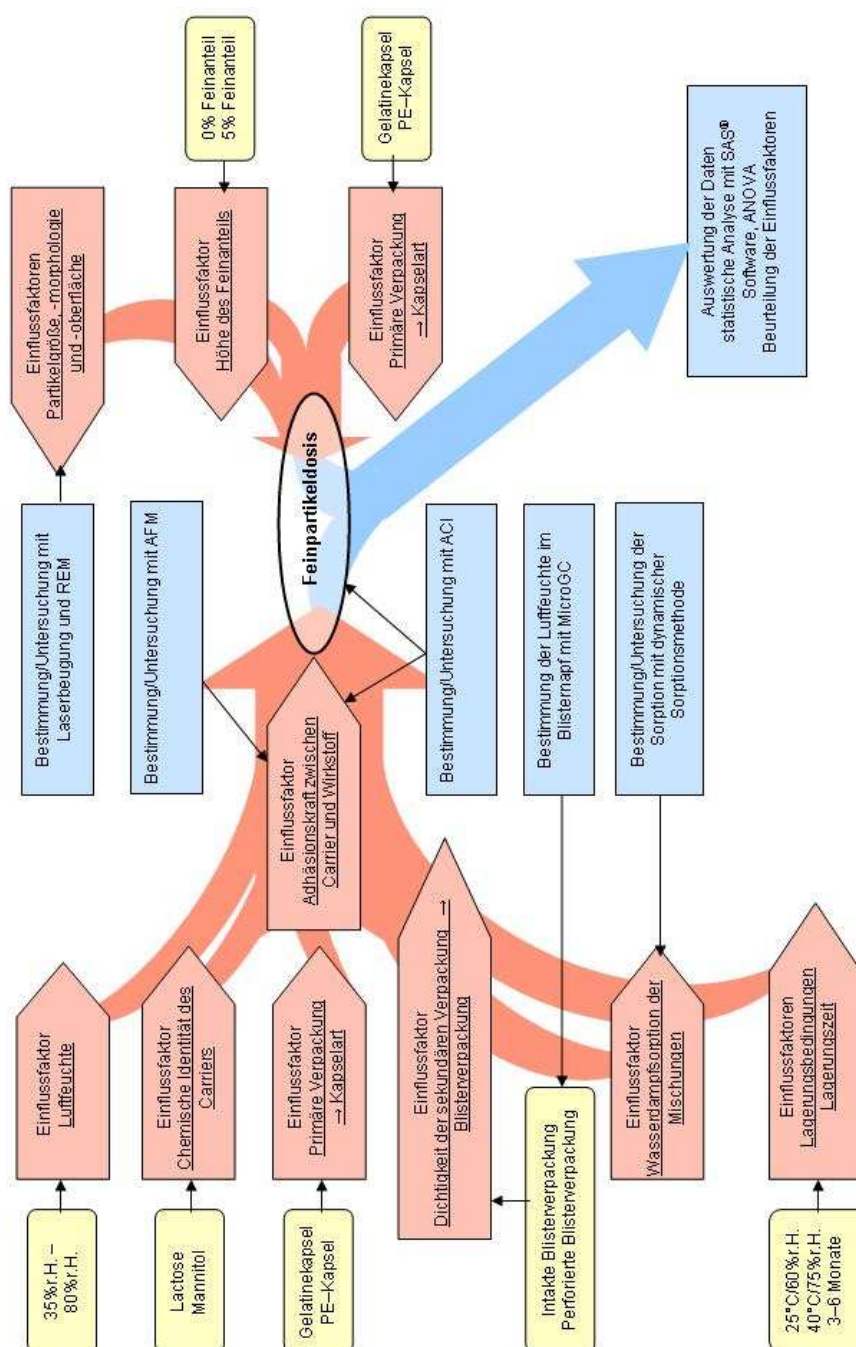 35%r.H. –
80%r.H.
Einflussfaktor
Luftfeuchte
Lactose
Mannitol
Einflussfaktor
Chemische Identität des
Carriers
Gelatinekapsel
PE–Kapsel
Einflussfaktor
Primäre Verpackung
→ Kapselart
Intakte Blisterverpackung
Perforierte Blisterverpackung
Einflussfaktor
Dichtigkeit der sekundären Verpackung →
Blisterverpackung
Einflussfaktor
Wasserdampfsorption der
Mischungen
25°C/60%r.H.
40°C/75%r.H.
3–6 Monate
Einflussfaktoren
Lagerungsbedingungen
Lagerungszeit
Einflussfaktor
Adhäsionskraft zwischen
Carrier und Wirkstoff
Bestimmung/Untersuchung mit
Laserbeugung und REM
Bestimmung/Untersuchung mit AFM
Feinpartikeldosis
Bestimmung/Untersuchung mit ACI
Bestimmung der Luftfeuchte im
Blisternapf mit MicroGC
Bestimmung/Untersuchung der
Sorption mit dynamischer
Sorptionsmethode
Einflussfaktoren
Partikelgröße, -morphologie
und -oberfläche
Einflussfaktor
Höhe des Feinanteils
0% Feinanteil
5% Feinanteil
Einflussfaktor
Primäre Verpackung
→ Kapselart
Gelatinekapsel
PE–Kapsel
Auswertung der Daten
statistische Analyse mit SAS®
Software, ANOVA
Beurteilung der Einflussfaktoren